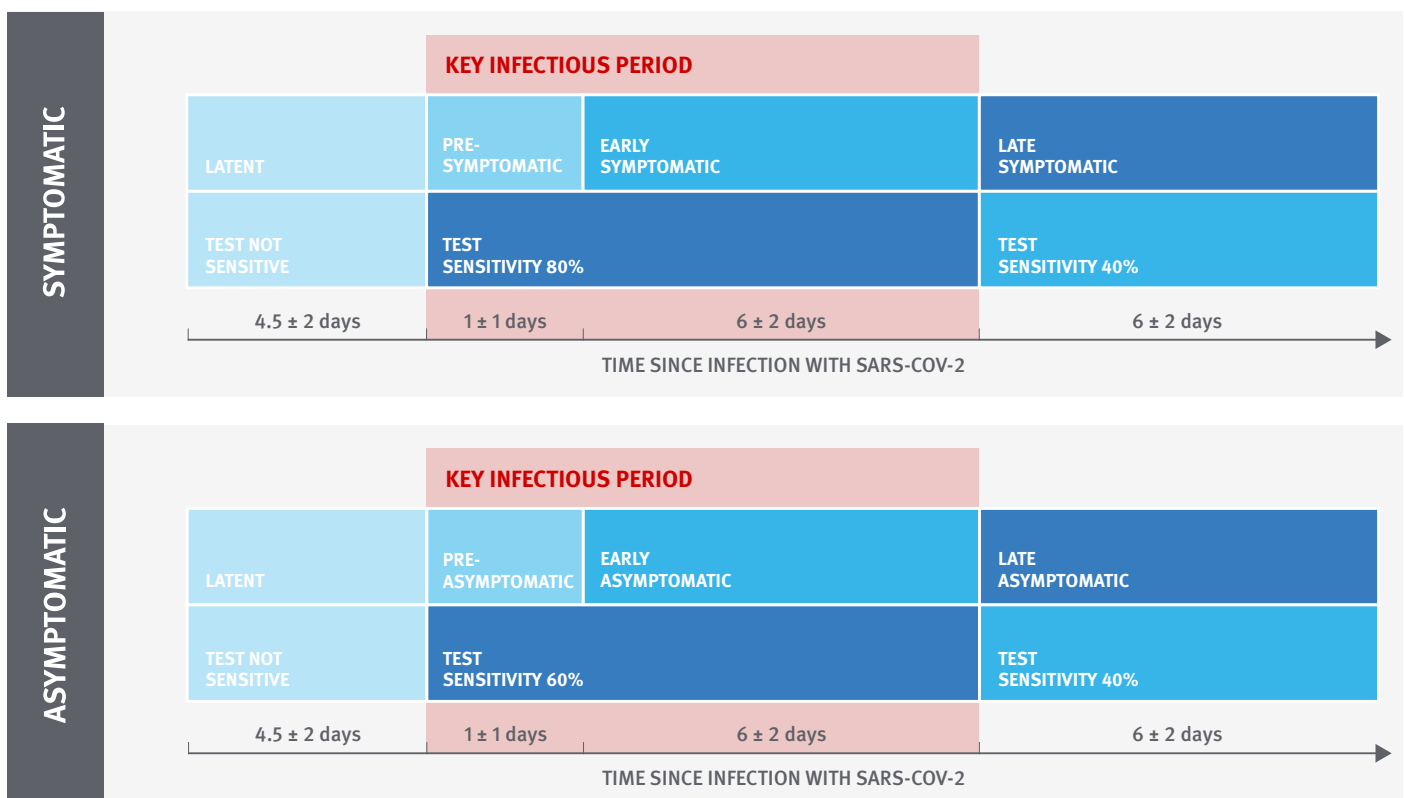 SYMPTOMATIC
KEY INFECTIOUS PERIOD
LATENT
PRE-
SYMPTOMATIC
EARLY
SYMPTOMATIC
LATE
SYMPTOMATIC
TEST NOT
SENSITIVE
TEST
SENSITIVITY 80%
TEST
SENSITIVITY 40%
4.5 ± 2 days
1 ± 1 days
6 ± 2 days
6 ± 2 days
TIME SINCE INFECTION WITH SARS-COV-2
ASYMPTOMATIC
KEY INFECTIOUS PERIOD
LATENT
PRE-
ASYMPTOMATIC
EARLY
ASYMPTOMATIC
LATE
ASYMPTOMATIC
TEST NOT
SENSITIVE
TEST
SENSITIVITY 60%
TEST
SENSITIVITY 40%
4.5 ± 2 days
1 ± 1 days
6 ± 2 days
6 ± 2 days
TIME SINCE INFECTION WITH SARS-COV-2